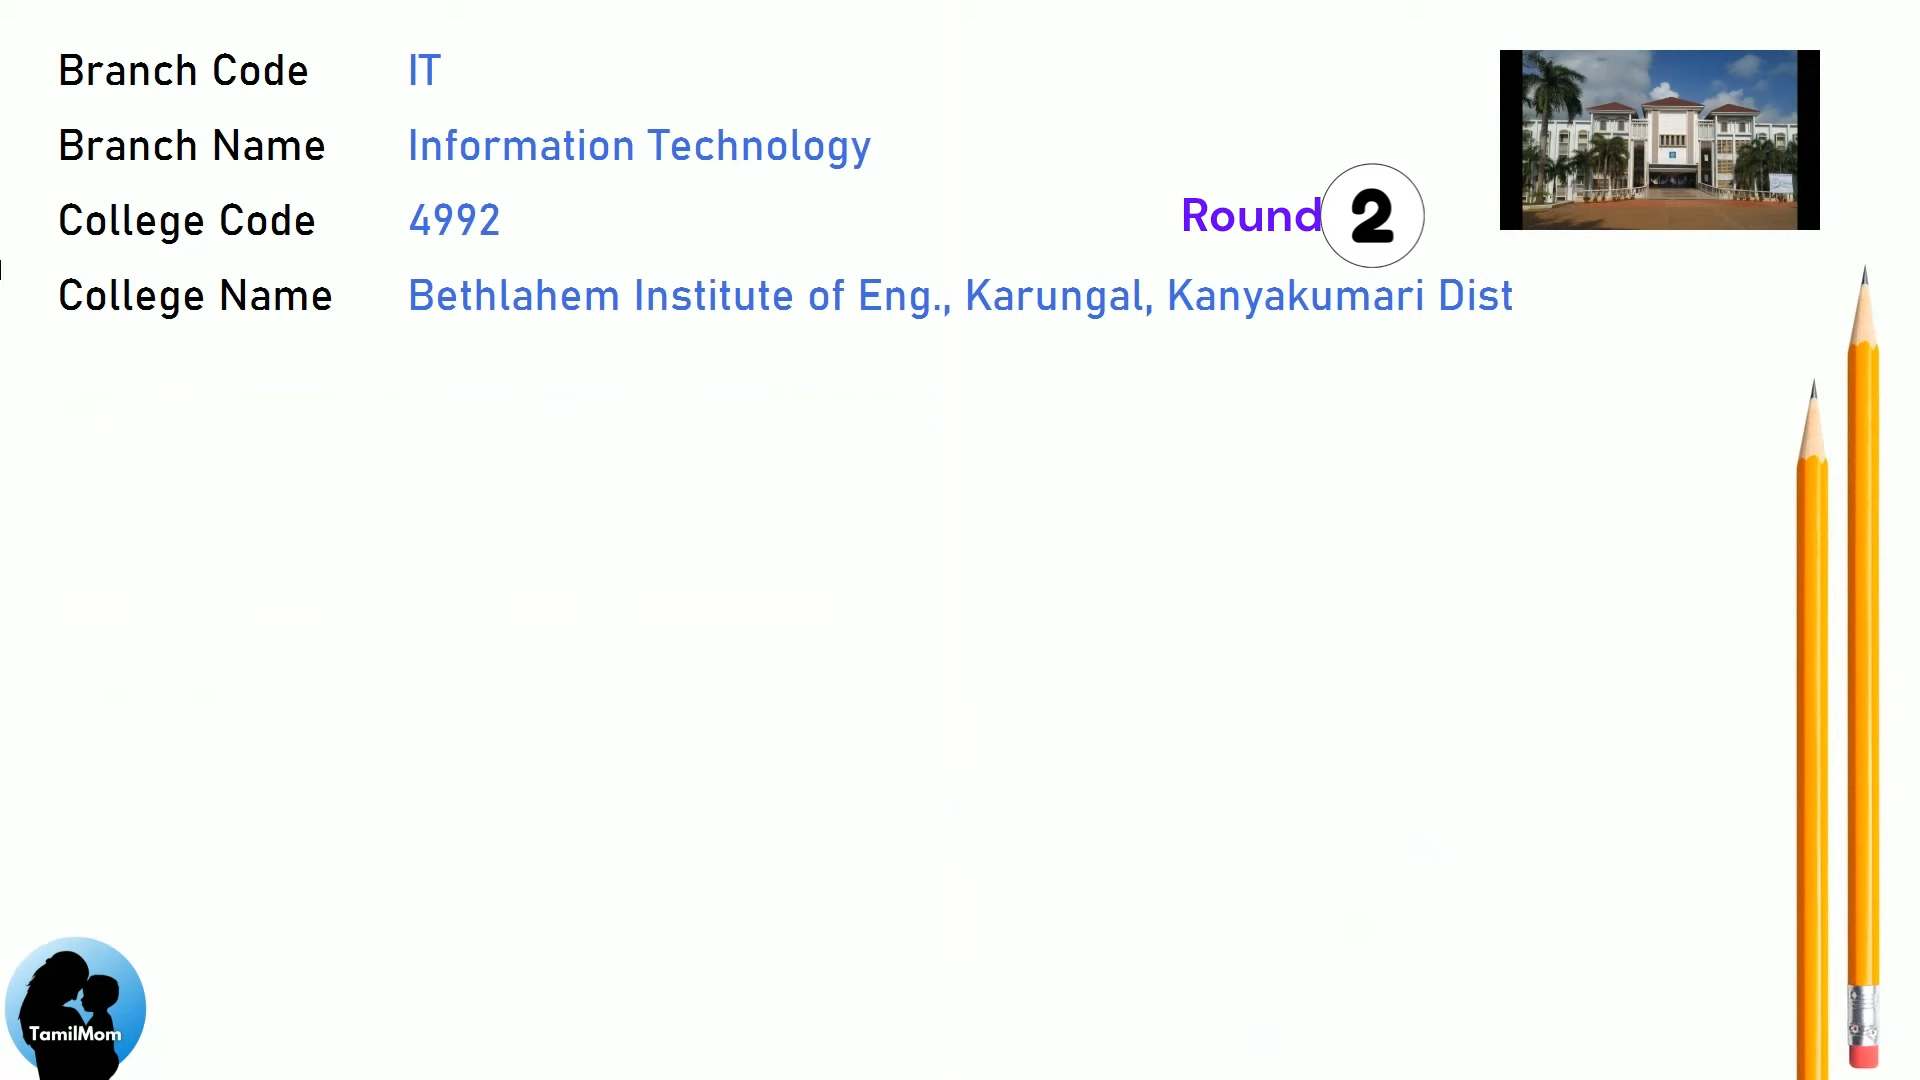 Branch Code IT
Branch Name Information Technology
College Code 4992
Round 2
College Name Bethlahem Institute of Eng., Karungal, Kanyakumari Dist
TamilMom